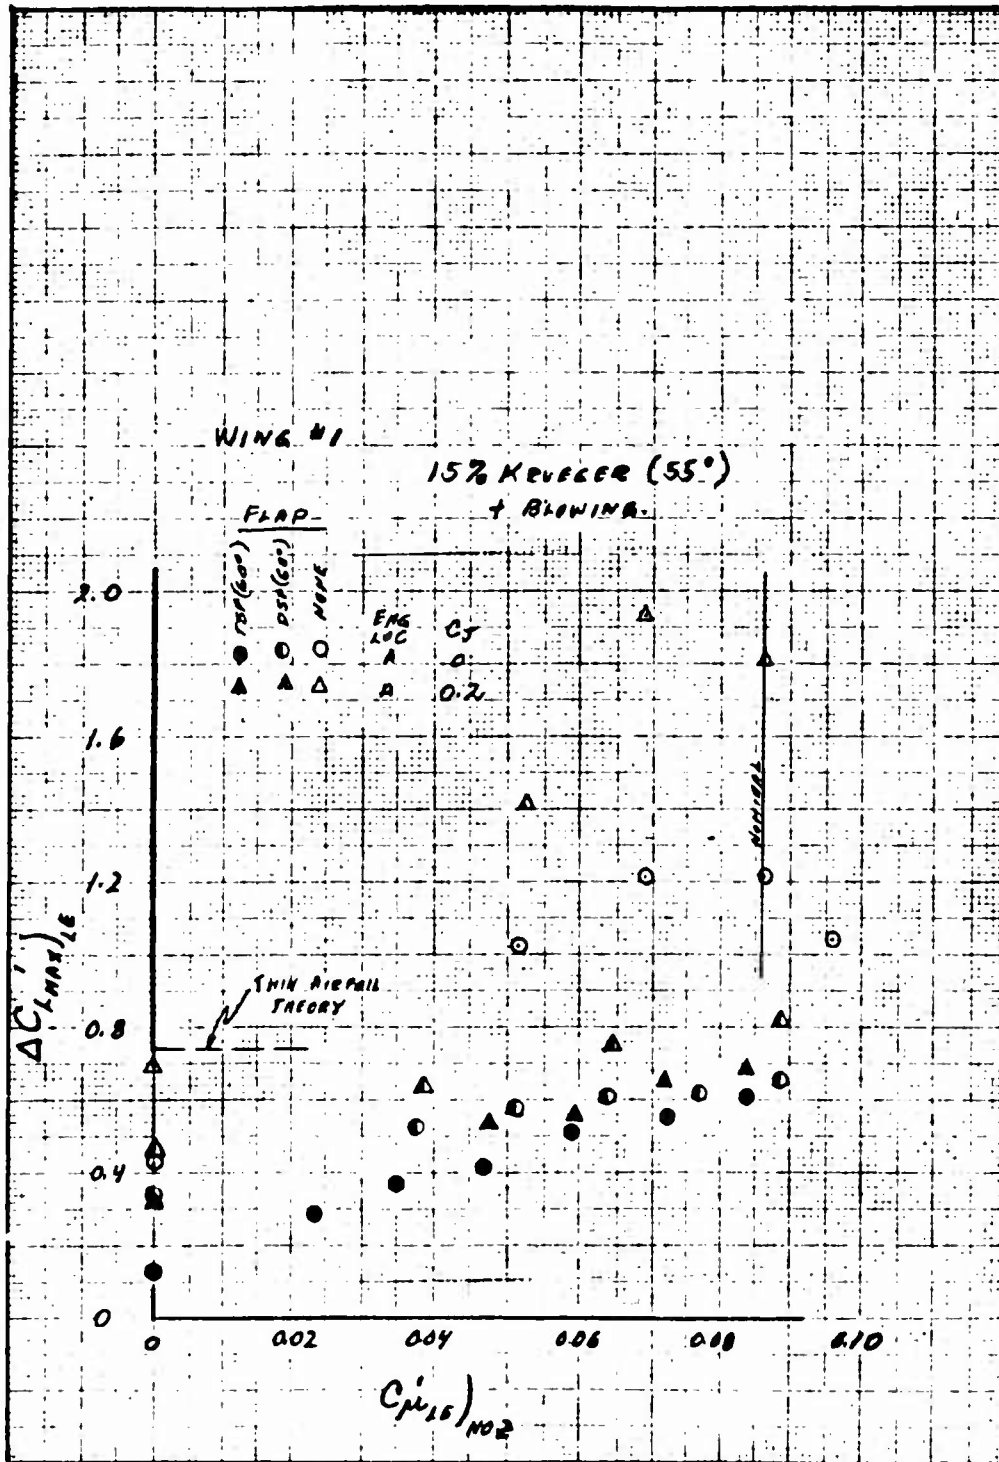 WING #1
15% KRUEGER (55°)
+ BLOWING
FLAP
TSF(60°)
DSF(60°)
NONE
ENG LOC
CJ
A 0
A 0.2
2.0
1.6
1.2
0.8
0.4
0
NOMINAL
THIN AIRFOIL
THEORY
ΔC'LMAX)LE
0 0.02 0.04 0.06 0.08 0.10
C'μLE)NOZ